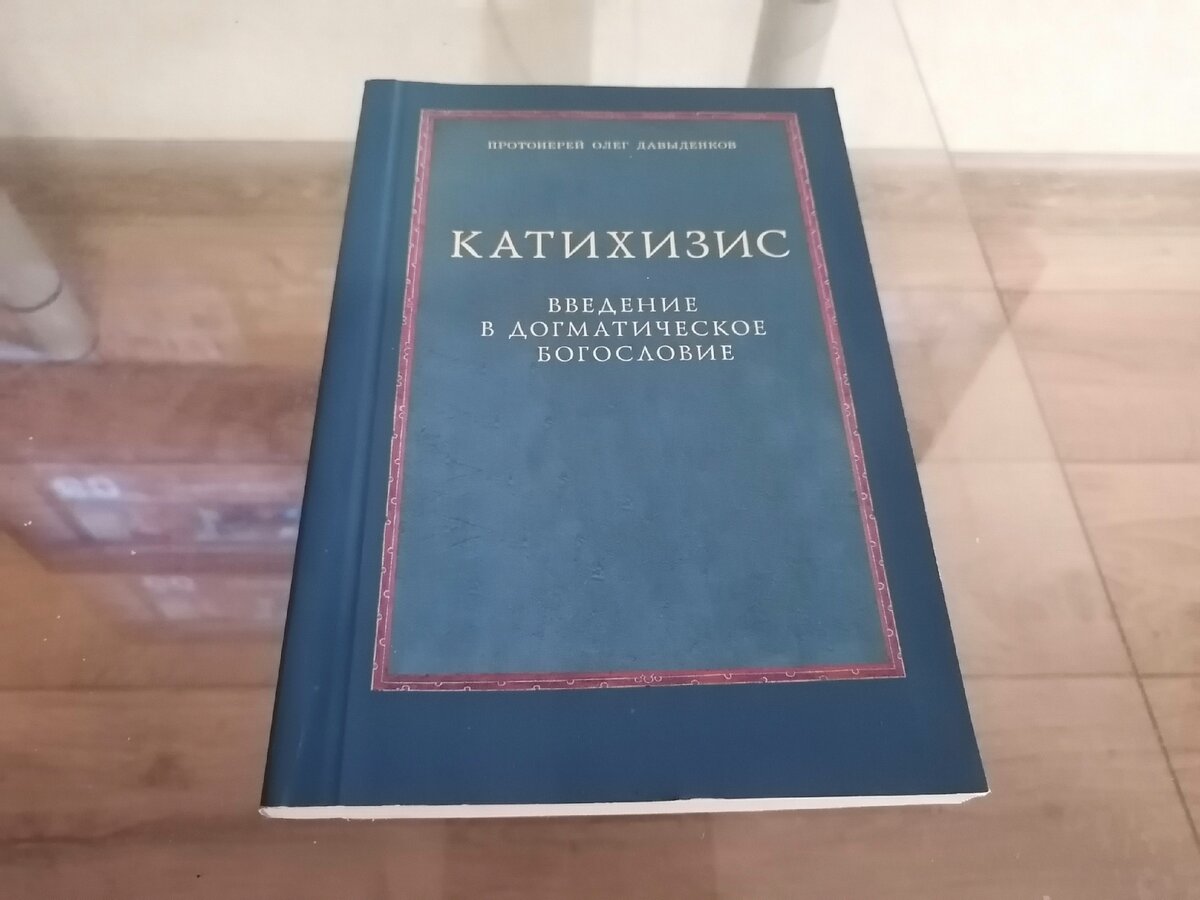 ПРОТОИЕРЕЙ ОЛЕГ ДАВЫДЕНКОВ
КАТИХИЗИС
ВВЕДЕНИЕ
В ДОГМАТИЧЕСКОЕ
БОГОСЛОВИЕ